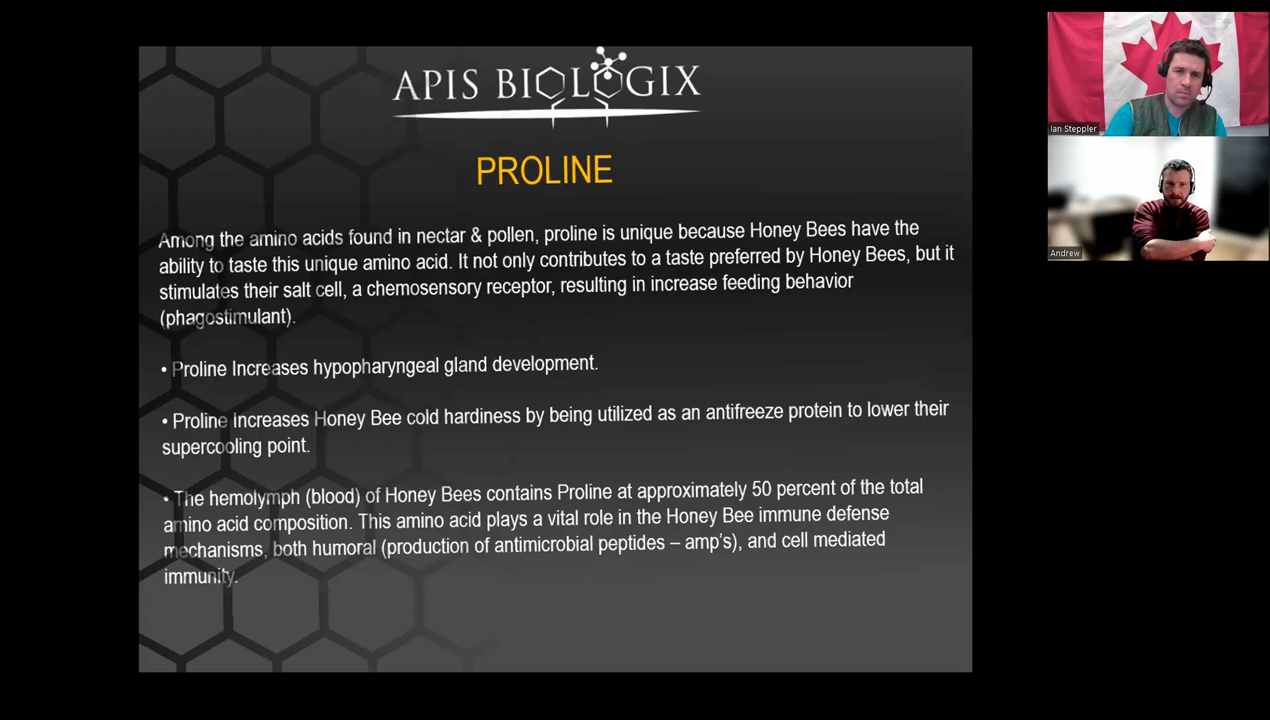 APIS BIOLOGIX
PROLINE
Among the amino acids found in nectar & pollen, proline is unique because Honey Bees have the
ability to taste this unique amino acid. It not only contributes to a taste preferred by Honey Bees, but it
stimulates their salt cell, a chemosensory receptor, resulting in increase feeding behavior
(phagostimulant).
• Proline Increases hypopharyngeal gland development.
• Proline increases Honey Bee cold hardiness by being utilized as an antifreeze protein to lower their
supercooling point.
• The hemolymph (blood) of Honey Bees contains Proline at approximately 50 percent of the total
amino acid composition. This amino acid plays a vital role in the Honey Bee immune defense
mechanisms, both humoral (production of antimicrobial peptides – amp's), and cell mediated
immunity.
Ian Steppler
Andrew